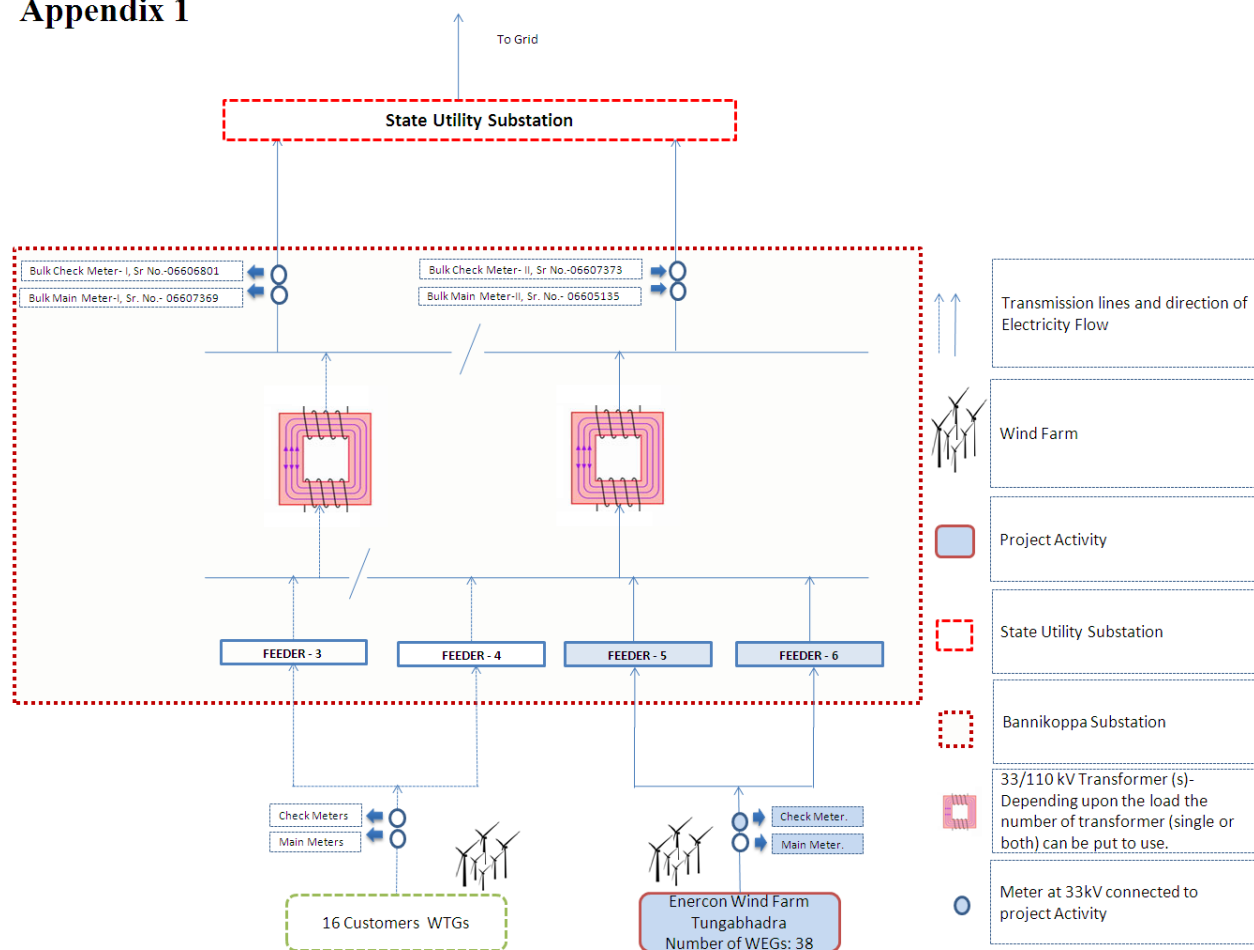 Appendix 1
To Grid
State Utility Substation
Bulk Check Meter- I, Sr No.-06606801
Bulk Main Meter-I, Sr. No.- 06607369
Bulk Check Meter- II, Sr No.-06607373
Bulk Main Meter-II, Sr. No.- 06605135
FEEDER - 3
FEEDER - 4
FEEDER - 5
FEEDER - 6
Check Meters
Main Meters
Check Meter.
Main Meter.
16 Customers WTGs
Enercon Wind Farm
Tungabhadra
Number of WEGs: 38
Transmission lines and direction of
Electricity Flow
Wind Farm
Project Activity
State Utility Substation
Bannikoppa Substation
33/110 kV Transformer (s)-
Depending upon the load the
number of transformer (single or
both) can be put to use.
Meter at 33kV connected to
project Activity